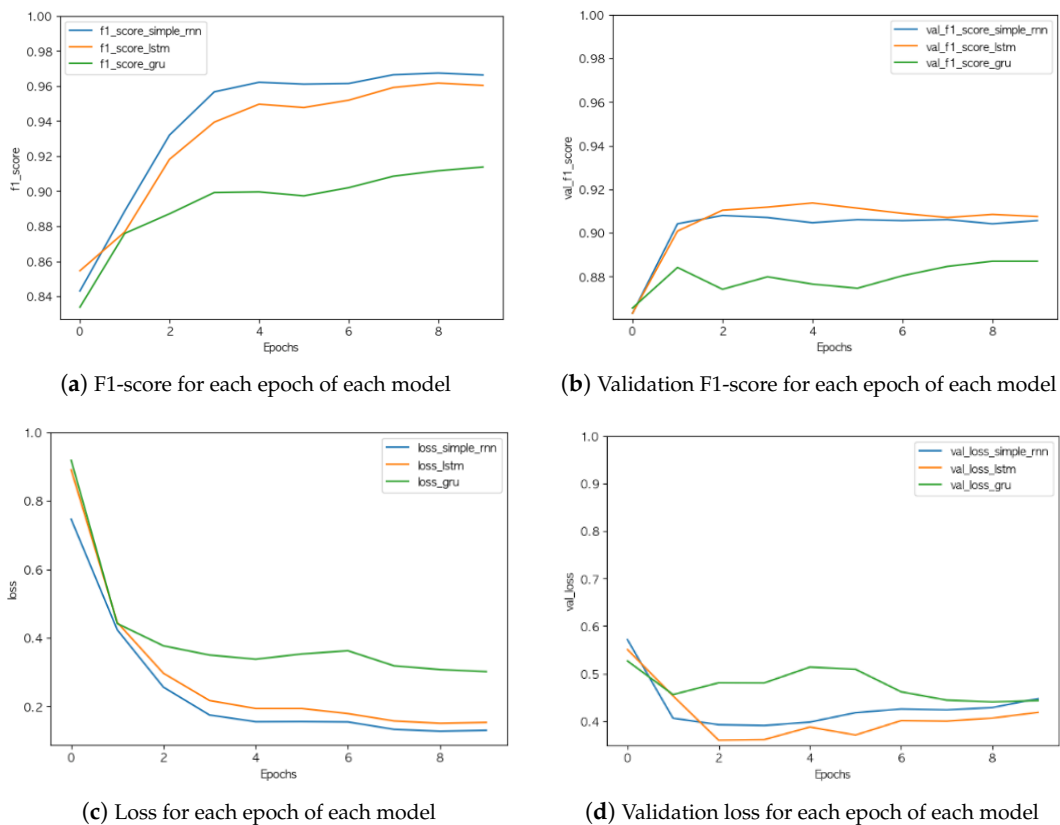 1.00
0.98
0.96
0.94
0.92
0.90
0.88
0.86
0.84
f1_score
f1_score_simple_rnn
f1_score_lstm
f1_score_gru
0 2 4 6 8
Epochs
(a) F1-score for each epoch of each model
1.00
0.98
0.96
0.94
0.92
0.90
0.88
val_f1_score
val_f1_score_simple_rnn
val_f1_score_lstm
val_f1_score_gru
0 2 4 6 8
Epochs
(b) Validation F1-score for each epoch of each model
1.0
0.8
0.6
0.4
0.2
loss
loss_simple_rnn
loss_lstm
loss_gru
0 2 4 6 8
Epochs
(c) Loss for each epoch of each model
1.0
0.9
0.8
0.7
0.6
0.5
0.4
val_loss
val_loss_simple_rnn
val_loss_lstm
val_loss_gru
0 2 4 6 8
Epochs
(d) Validation loss for each epoch of each model